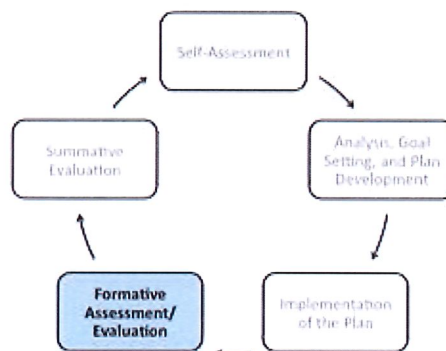 Self-Assessment
Analysis, Goal
Setting, and Plan
Development
Implementation
of the Plan
Formative
Assessment/
Evaluation
Summative
Evaluation